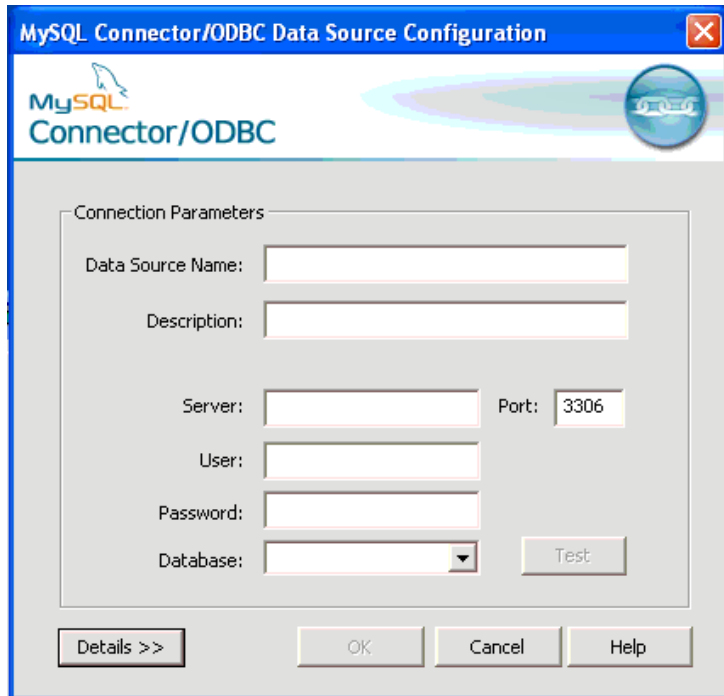 MySQL Connector/ODBC Data Source Configuration
MySQL
Connector/ODBC
Connection Parameters
Data Source Name:
Description:
Server:
Port: 3306
User:
Password:
Database:
Test
Details >>
OK
Cancel
Help